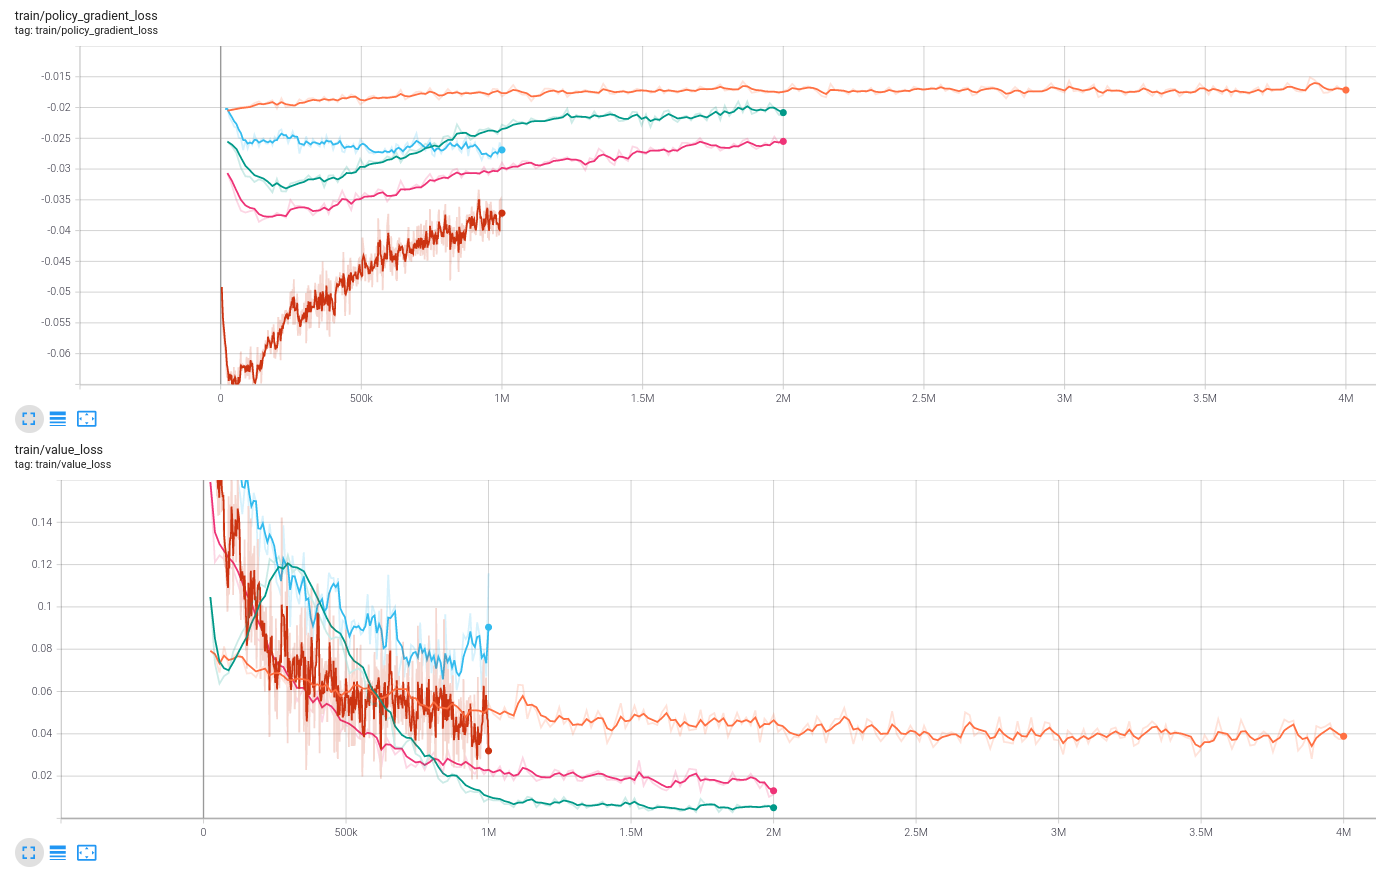 train/policy_gradient_loss
tag: train/policy_gradient_loss
-0.015
-0.02
-0.025
-0.03
-0.035
-0.04
-0.045
-0.05
-0.055
-0.06
0 500k 1M 1.5M 2M 2.5M 3M 3.5M 4M
train/value_loss
tag: train/value_loss
0.14
0.12
0.1
0.08
0.06
0.04
0.02
0 500k 1M 1.5M 2M 2.5M 3M 3.5M 4M